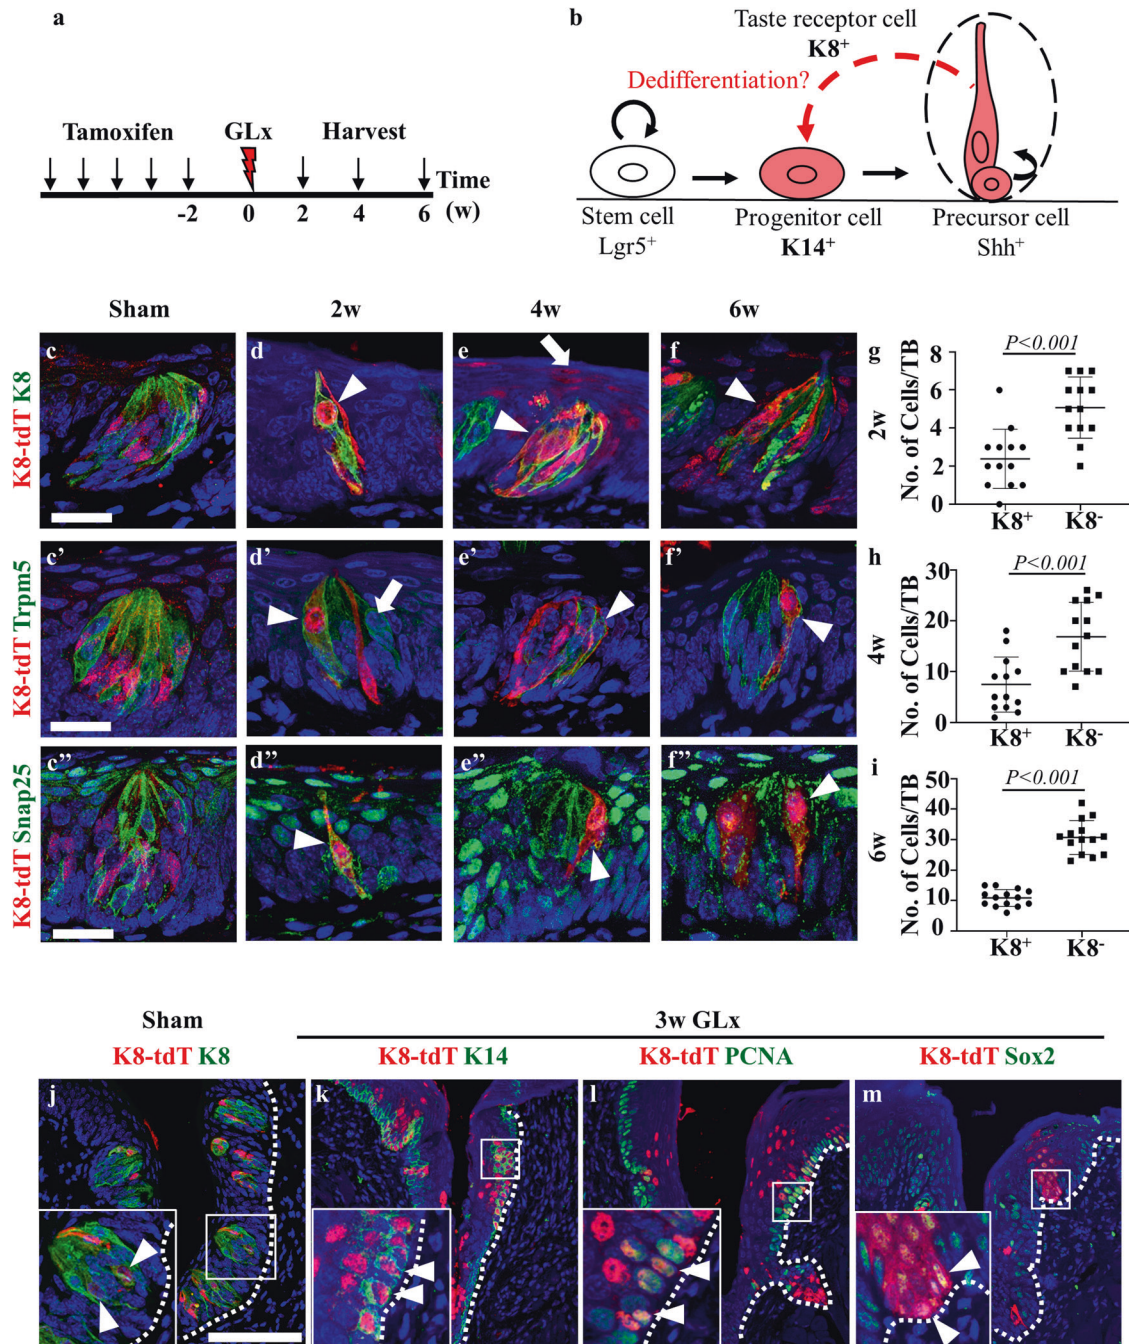 a
Tamoxifen GLx Harvest
Time
(w)
-2 0 2 4 6
b
Taste receptor cell
K8⁺
Dedifferentiation?
Stem cell Progenitor cell Precursor cell
Lgr5⁺ K14⁺ Shh⁺
Sham 2w 4w 6w
K8-tdT K8
c d e f
g
2w
No. of Cells/TB
P<0.001
8
6
4
2
0
K8⁺ K8⁻
K8-tdT Trpm5
c' d' e' f'
h
4w
No. of Cells/TB
P<0.001
30
20
10
0
K8⁺ K8⁻
K8-tdT Snap25
c'' d'' e'' f''
i
6w
No. of Cells/TB
P<0.001
50
40
30
20
10
0
K8⁺ K8⁻
Sham 3w GLx
K8-tdT K8 K8-tdT K14 K8-tdT PCNA K8-tdT Sox2
j k l m